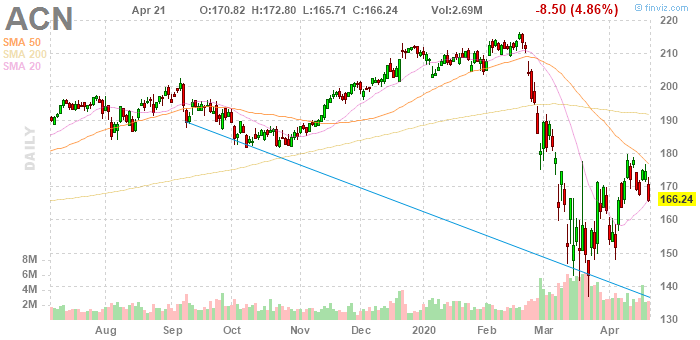 ACN Apr 21 O:170.82 H:172.80 L:165.71 C:166.24 Vol:2.69M -8.50 (4.86%)
© finviz.com
SMA 50
SMA 200
SMA 20
DAILY
220
210
200
190
180
170
166.24
160
150
140
130
8M
6M
4M
2M
Aug Sep Oct Nov Dec 2020 Feb Mar Apr